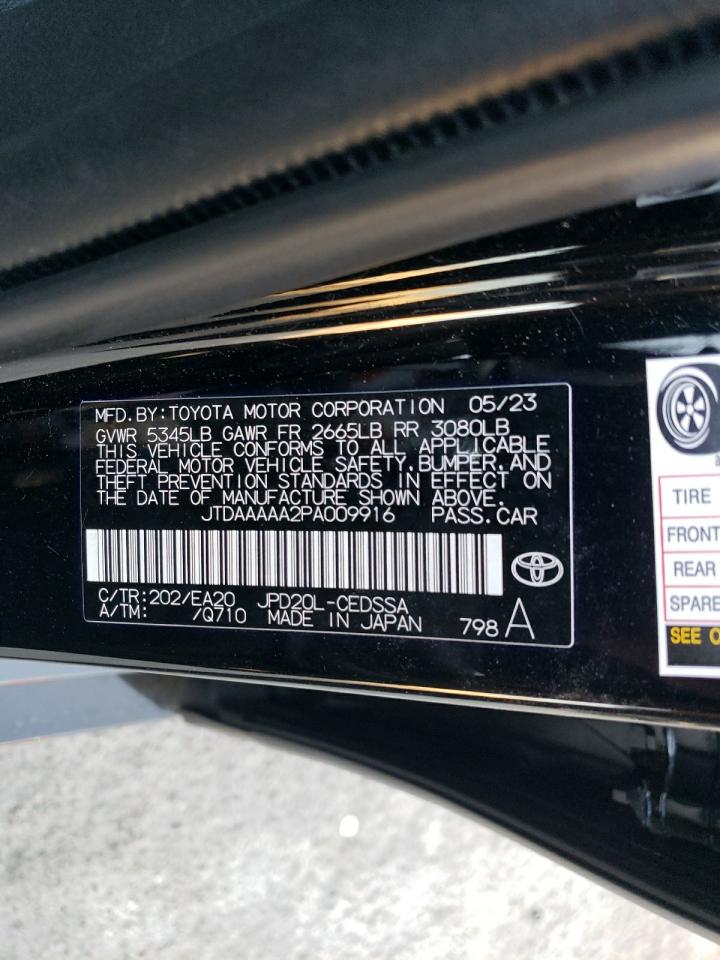 MFD. BY: TOYOTA MOTOR CORPORATION 05/23
GVWR 5345LB GAWR FR 2665LB RR 3080LB
THIS VEHICLE CONFORMS TO ALL APPLICABLE
FEDERAL MOTOR VEHICLE SAFETY, BUMPER, AND
THEFT PREVENTION STANDARDS IN EFFECT ON
THE DATE OF MANUFACTURE SHOWN ABOVE.
JTDAAAAA2PA009916 PASS. CAR
C/TR: 202/EA20 JPD20L-CEDSSA
A/TM: /Q710 MADE IN JAPAN 798 A
TIRE
FRONT
REAR
SPARE
SEE